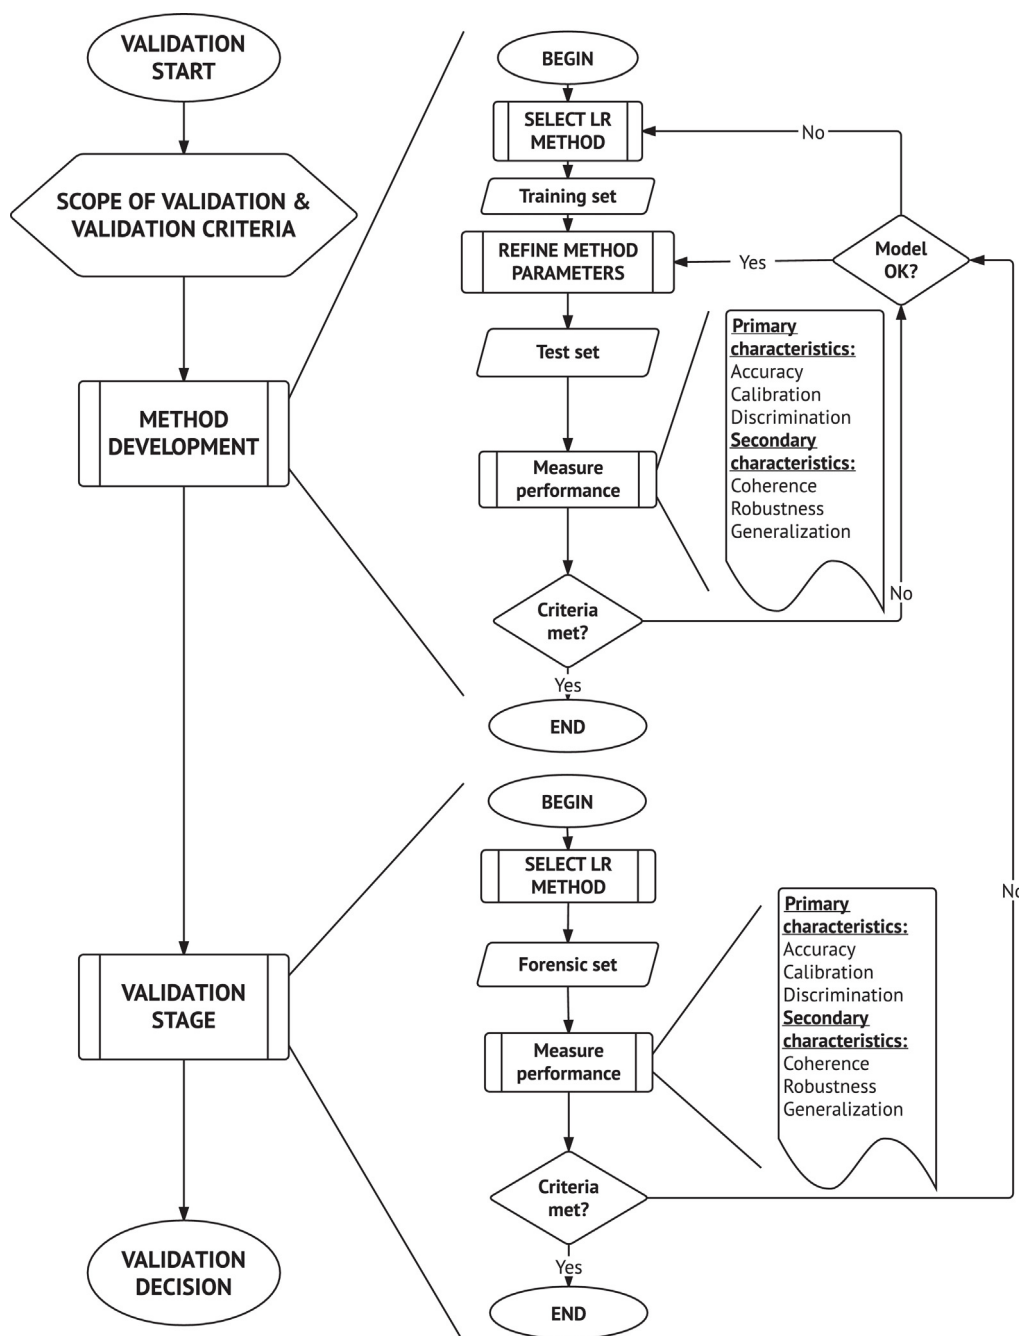 VALIDATION
START
SCOPE OF VALIDATION &
VALIDATION CRITERIA
METHOD
DEVELOPMENT
VALIDATION
STAGE
VALIDATION
DECISION
BEGIN
SELECT LR
METHOD
No
Training set
REFINE METHOD
PARAMETERS
Yes
Model
OK?
Test set
Primary
characteristics:
Accuracy
Calibration
Discrimination
Secondary
characteristics:
Coherence
Robustness
Generalization
Measure
performance
Criteria
met?
No
Yes
END
BEGIN
SELECT LR
METHOD
Forensic set
Measure
performance
Primary
characteristics:
Accuracy
Calibration
Discrimination
Secondary
characteristics:
Coherence
Robustness
Generalization
Criteria
met?
No
Yes
END